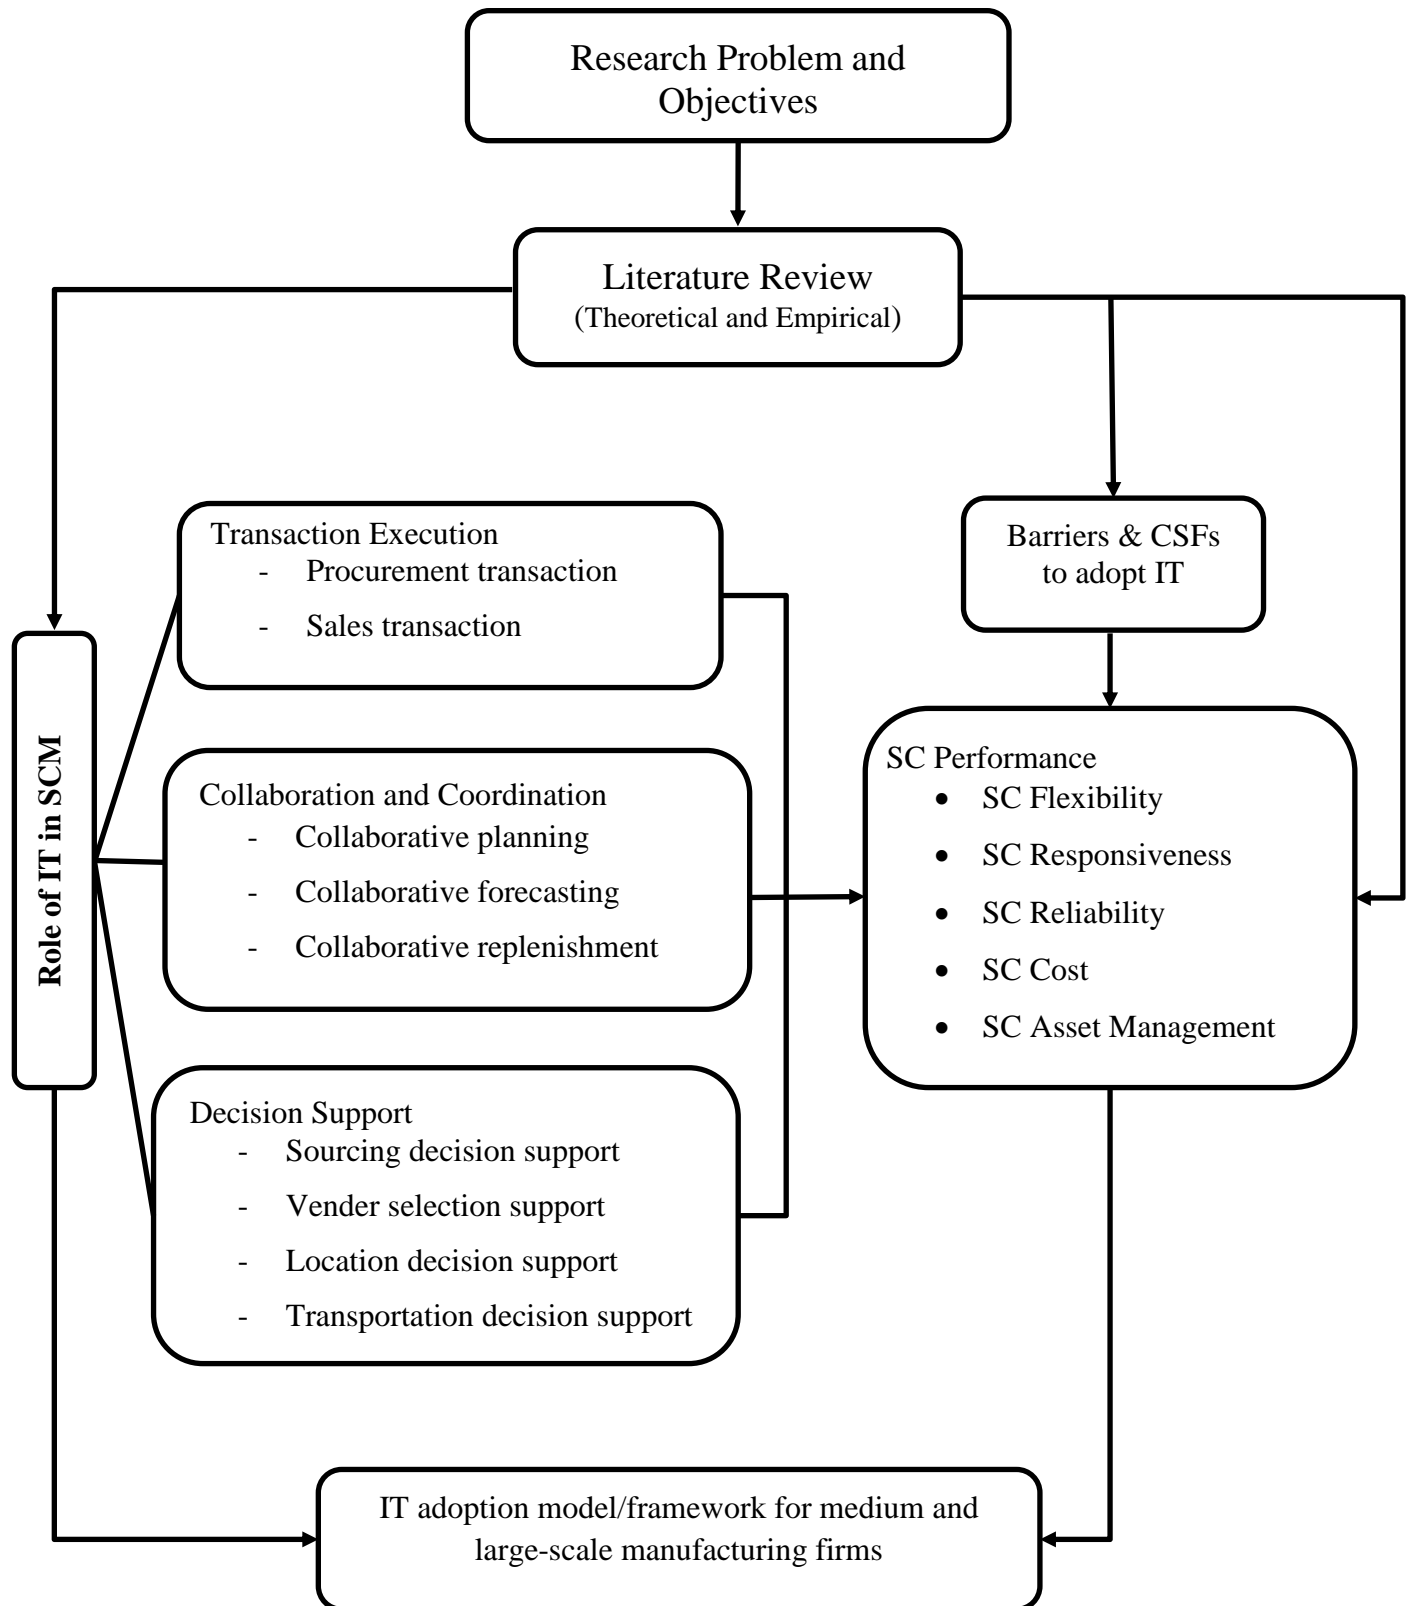 Research Problem and
Objectives
Literature Review
(Theoretical and Empirical)
Transaction Execution
- Procurement transaction
- Sales transaction
Barriers & CSFs
to adopt IT
Role of IT in SCM
Collaboration and Coordination
- Collaborative planning
- Collaborative forecasting
- Collaborative replenishment
SC Performance
• SC Flexibility
• SC Responsiveness
• SC Reliability
• SC Cost
• SC Asset Management
Decision Support
- Sourcing decision support
- Vender selection support
- Location decision support
- Transportation decision support
IT adoption model/framework for medium and
large-scale manufacturing firms